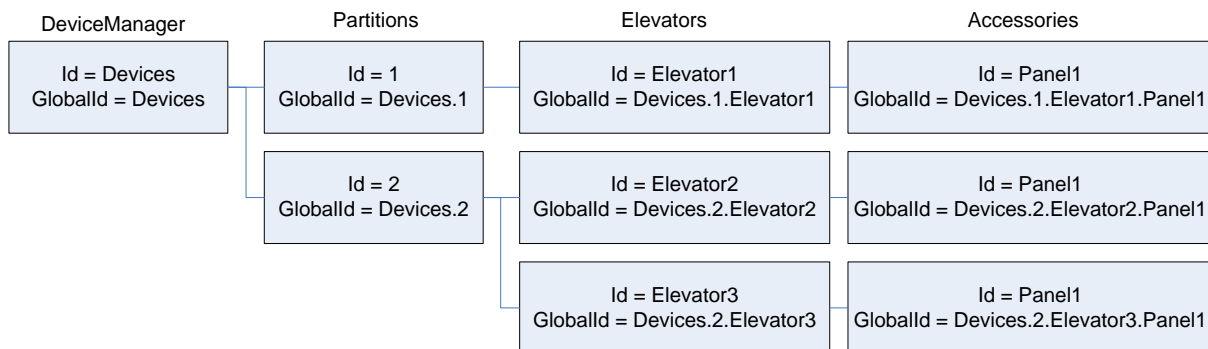 DeviceManager
Partitions
Elevators
Accessories
Id = Devices
GlobalId = Devices
Id = 1
GlobalId = Devices.1
Id = Elevator1
GlobalId = Devices.1.Elevator1
Id = Panel1
GlobalId = Devices.1.Elevator1.Panel1
Id = 2
GlobalId = Devices.2
Id = Elevator2
GlobalId = Devices.2.Elevator2
Id = Panel1
GlobalId = Devices.2.Elevator2.Panel1
Id = Elevator3
GlobalId = Devices.2.Elevator3
Id = Panel1
GlobalId = Devices.2.Elevator3.Panel1